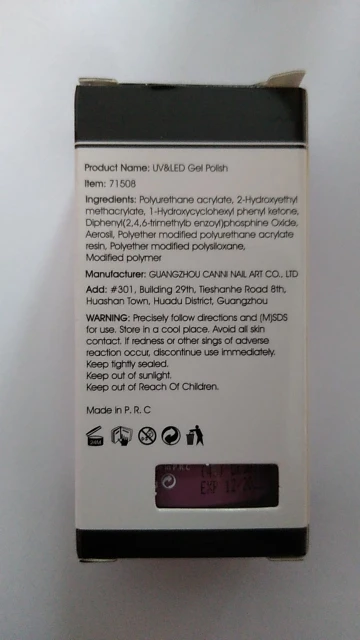 Product Name: UV&LED Gel Polish
Item: 71508
Ingredients: Polyurethane acrylate, 2-Hydroxyethyl
methacrylate, 1-Hydroxycyclohexyl phenyl ketone,
Diphenyl(2,4,6-trimethylb enzoyl)phosphine Oxide,
Aerosil, Polyether modified polyurethane acrylate
resin, Polyether modified polysiloxane,
Modified polymer
Manufacturer: GUANGZHOU CANNI NAIL ART CO., LTD
Add: #301, Building 29th, Tieshanhe Road 8th,
Huashan Town, Huadu District, Guangzhou
WARNING: Precisely follow directions and (M)SDS
for use. Store in a cool place. Avoid all skin
contact. If redness or other sings of adverse
reaction occur, discontinue use immediately.
Keep tightly sealed.
Keep out of sunlight.
Keep out of Reach Of Children.
Made in P. R. C
EXP 12/